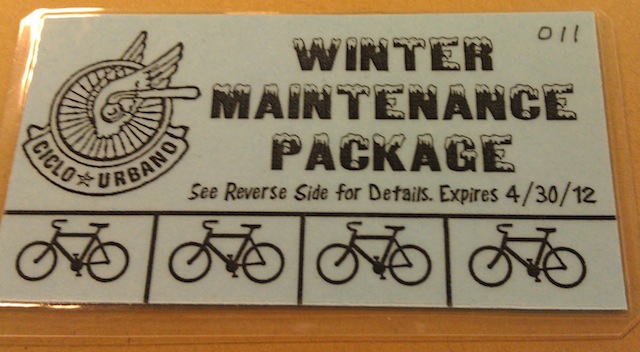 011
WINTER
MAINTENANCE
PACKAGE
CICLO☆URBANO
See Reverse Side for Details. Expires 4/30/12